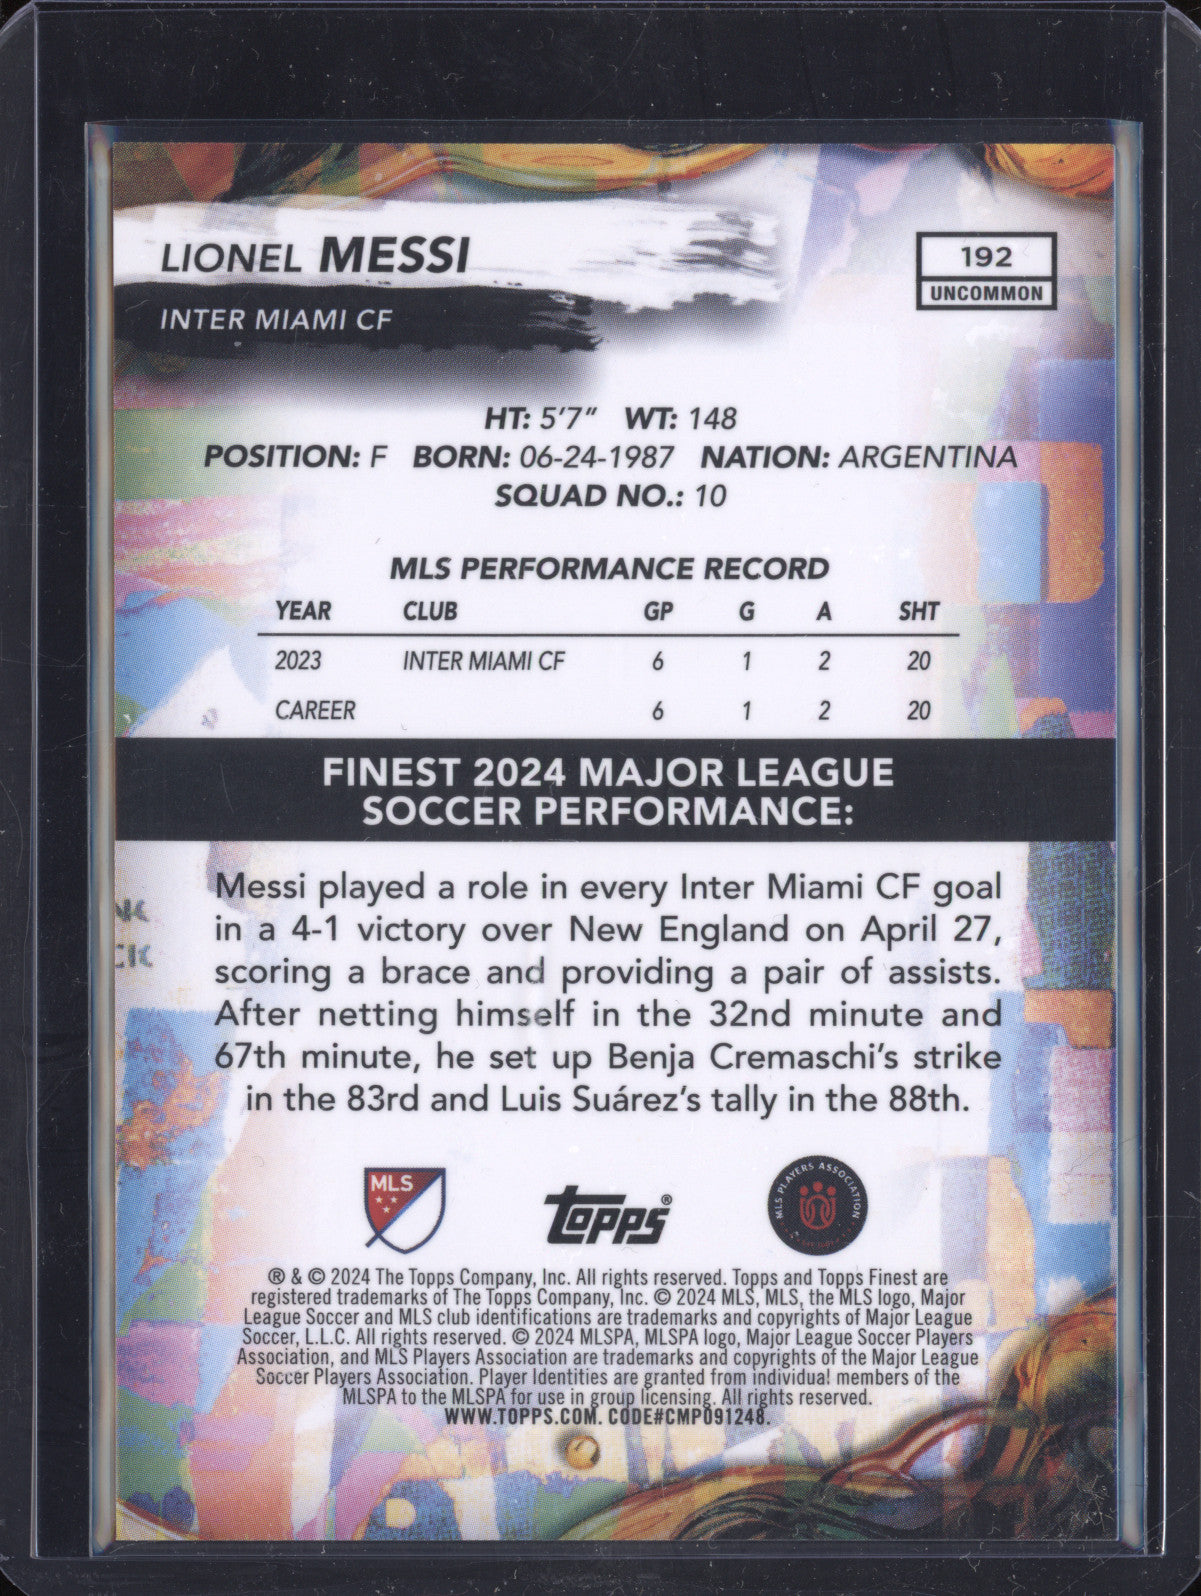 LIONEL MESSI
INTER MIAMI CF
192
UNCOMMON
HT: 5'7" WT: 148
POSITION: F BORN: 06-24-1987 NATION: ARGENTINA
SQUAD NO.: 10
MLS PERFORMANCE RECORD
YEAR CLUB GP G A SHT
2023 INTER MIAMI CF 6 1 2 20
CAREER 6 1 2 20
FINEST 2024 MAJOR LEAGUE
SOCCER PERFORMANCE:
Messi played a role in every Inter Miami CF goal
in a 4-1 victory over New England on April 27,
scoring a brace and providing a pair of assists.
After netting himself in the 32nd minute and
67th minute, he set up Benja Cremaschi's strike
in the 83rd and Luis Suárez's tally in the 88th.
MLS
topps®
MLS PLAYERS ASSOCIATION
® & © 2024 The Topps Company, Inc. All rights reserved. Topps and Topps Finest are
registered trademarks of The Topps Company, Inc. © 2024 MLS, MLS, the MLS logo, Major
League Soccer and MLS club identifications are trademarks and copyrights of Major League
Soccer, L.L.C. All rights reserved. © 2024 MLSPA, MLSPA logo, Major League Soccer Players
Association, and MLS Players Association are trademarks and copyrights of the Major League
Soccer Players Association. Player Identities are granted from individual members of the
MLSPA to the MLSPA for use in group licensing. All rights reserved.
WWW.TOPPS.COM. CODE#CMP091248.